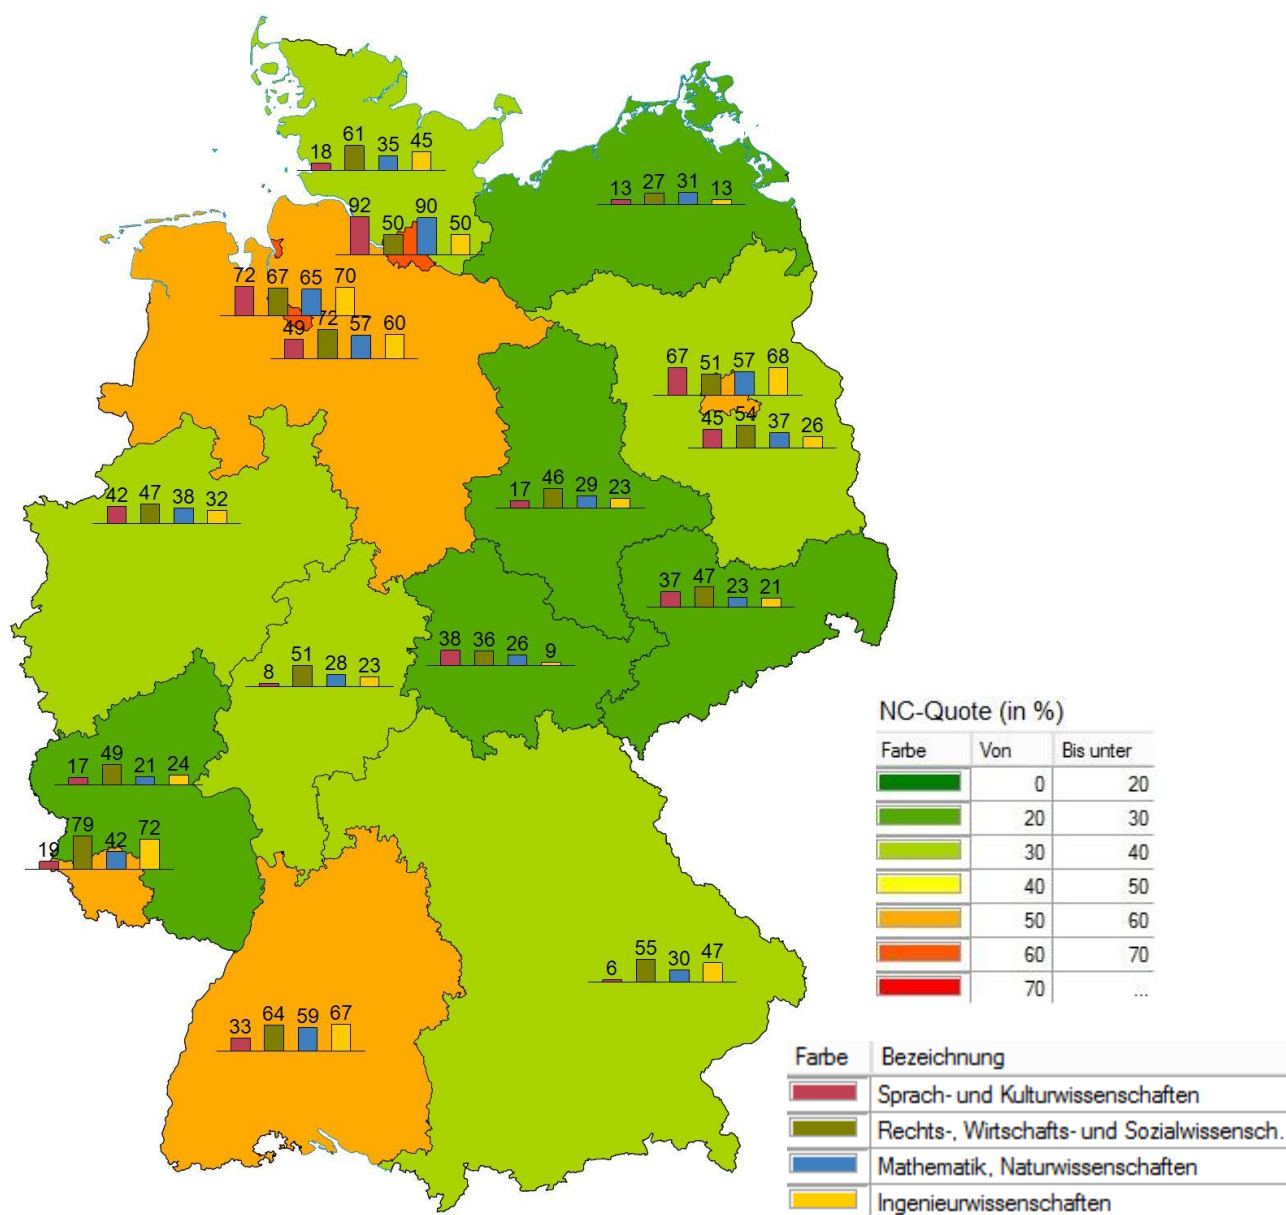 18 61 35 45
13 27 31 13
92 50 90 50
72 67 65 70
49 72 57 60
67 51 57 68
45 54 37 26
42 47 38 32
17 46 29 23
37 47 23 21
38 36 26 9
8 51 28 23
17 49 21 24
19 79 42 72
6 55 30 47
33 64 59 67
NC-Quote (in %)
Farbe Von Bis unter
0 20
20 30
30 40
40 50
50 60
60 70
70 ...
Farbe Bezeichnung
Sprach- und Kulturwissenschaften
Rechts-, Wirtschafts- und Sozialwissensch.
Mathematik, Naturwissenschaften
Ingenieurwissenschaften